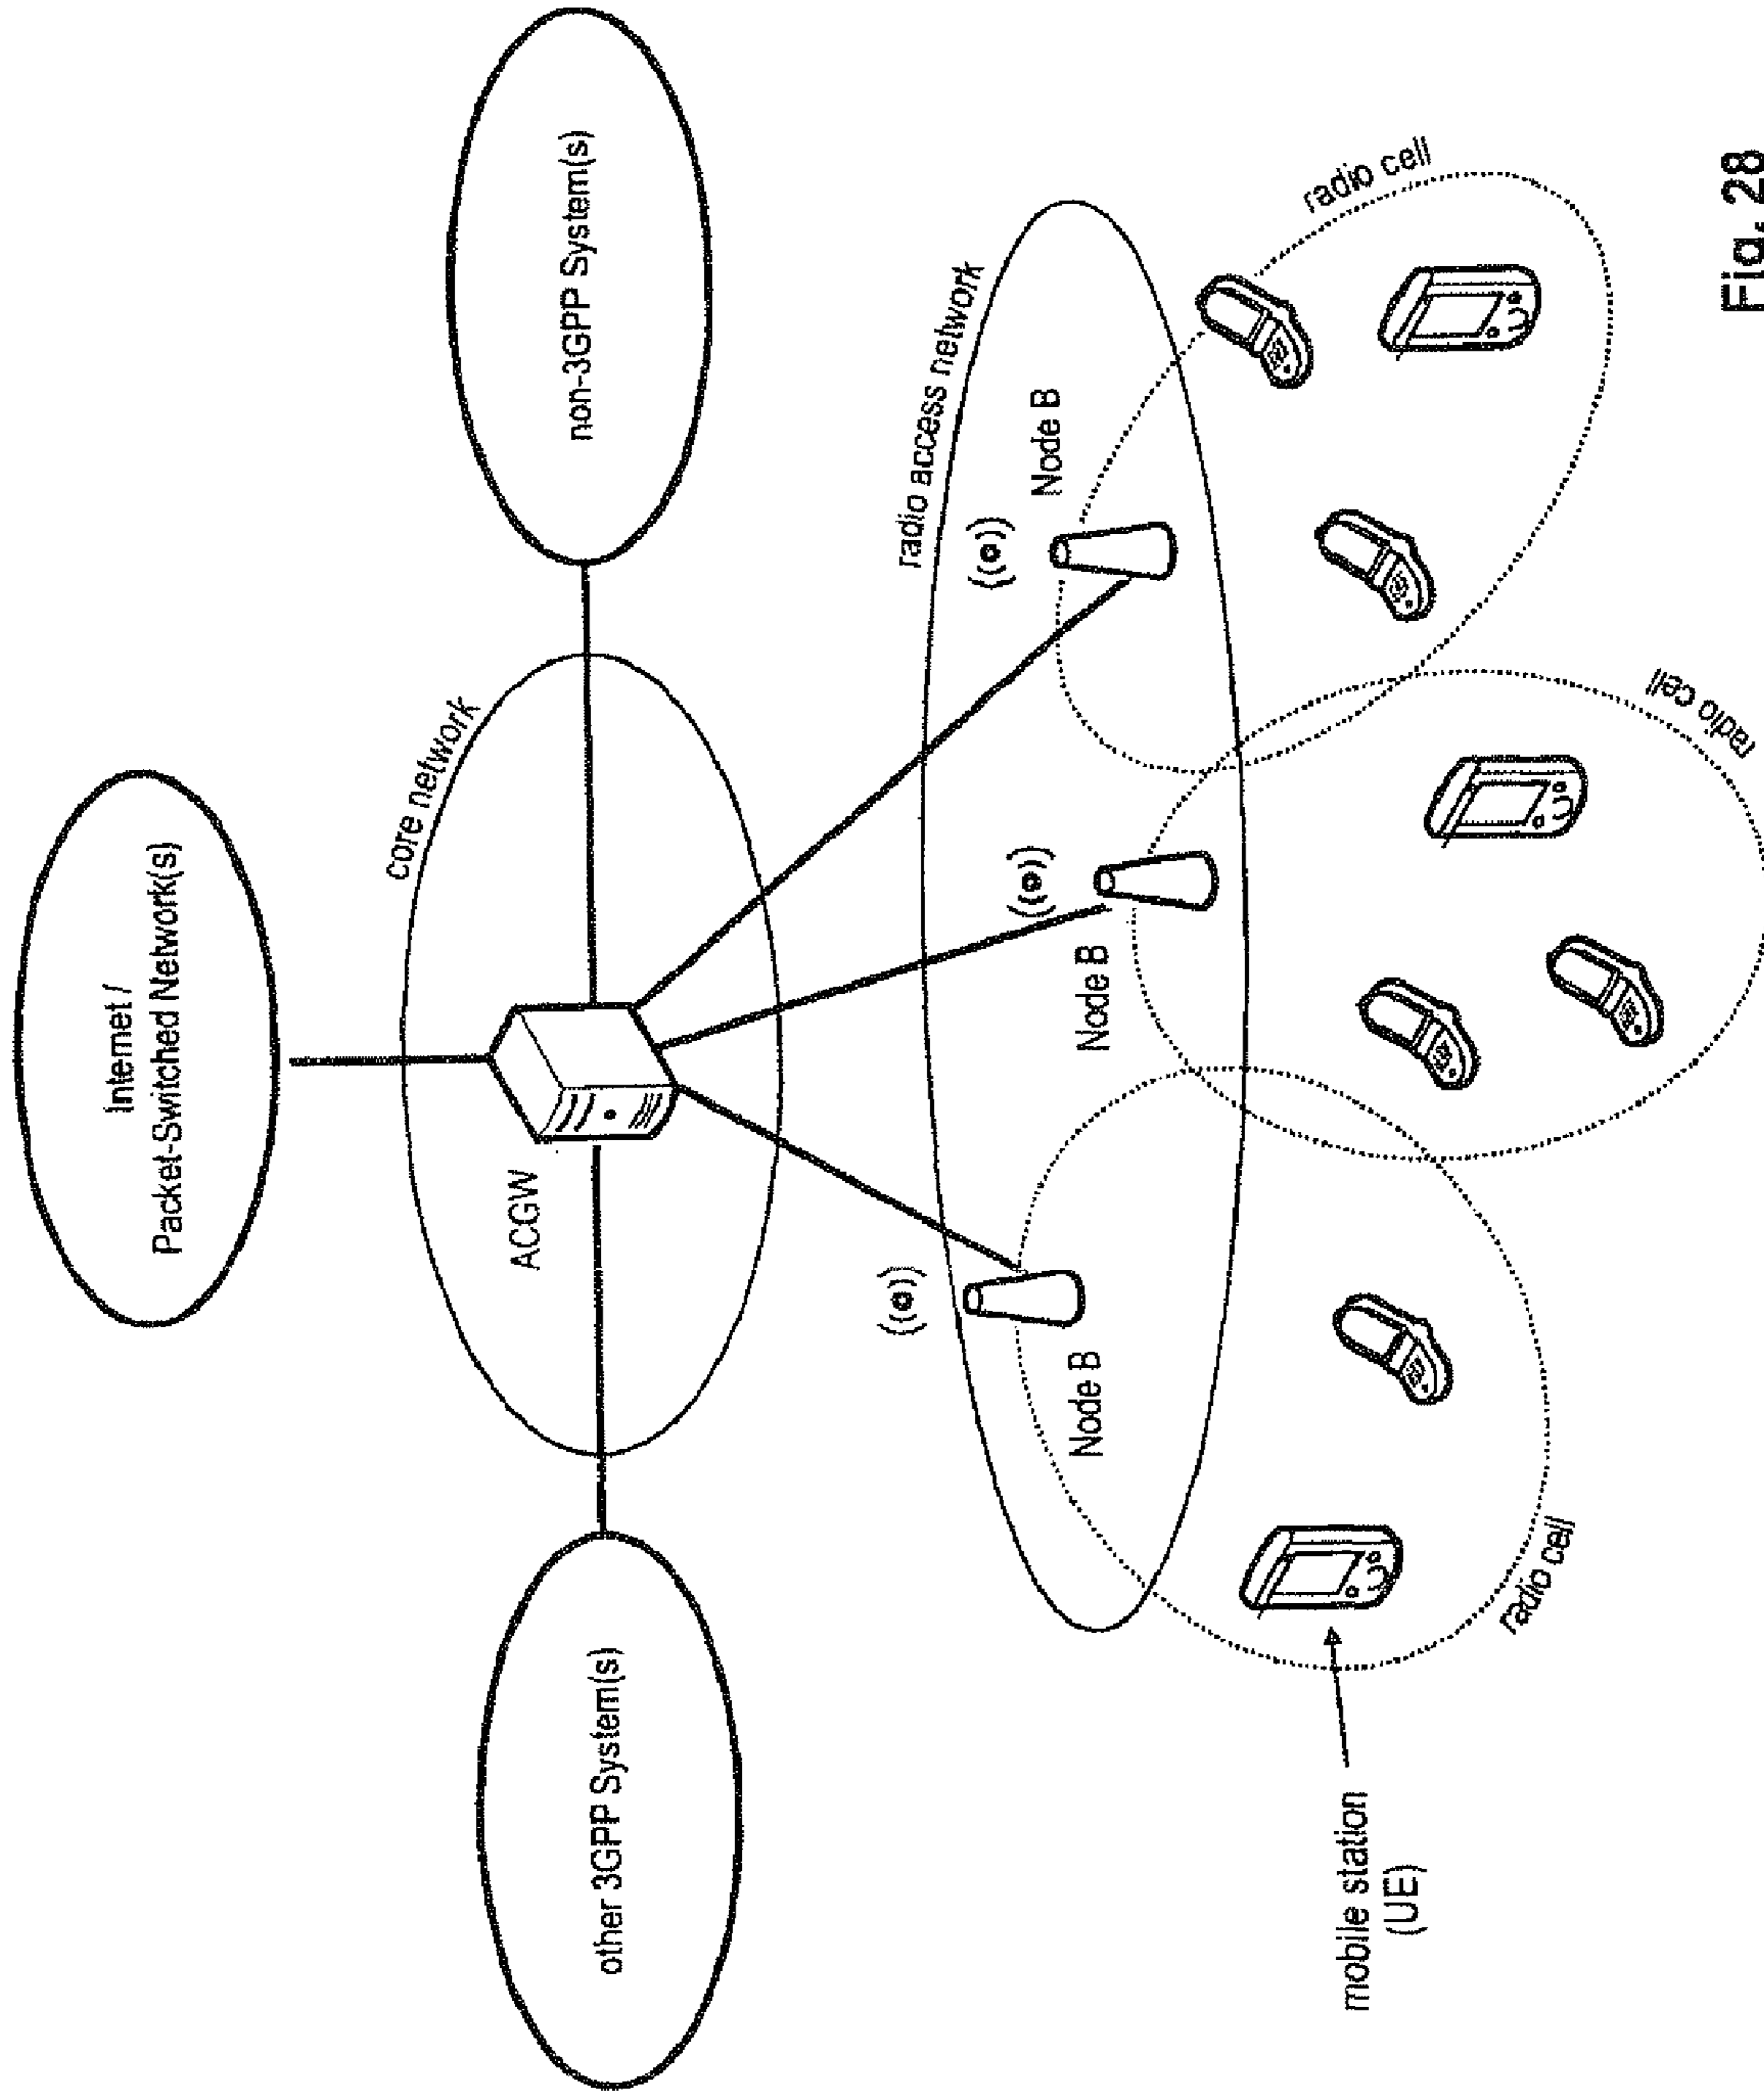 Internet /
Packet-Switched Network(s)
core network
ACGW
other 3GPP System(s)
non-3GPP System(s)
radio access network
Node B
Node B
Node B
radio cell
radio cell
radio cell
mobile station
(UE)
Fig. 28